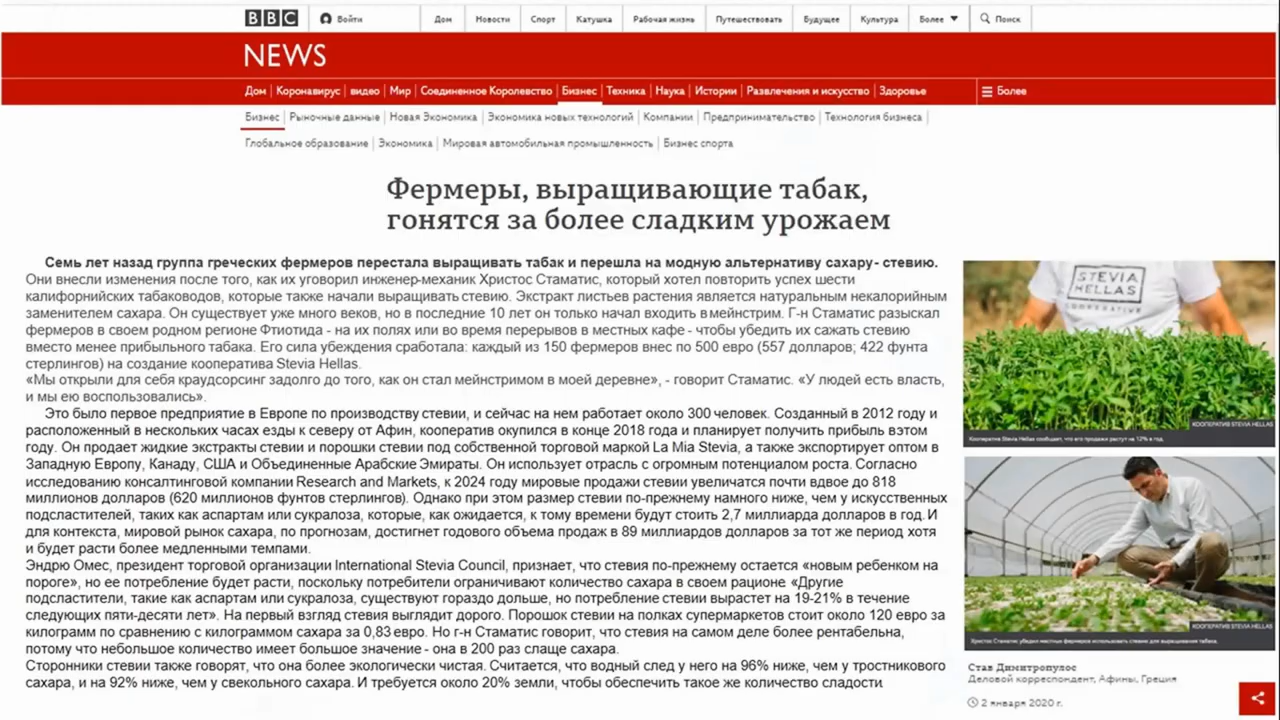 BBC Войти Дом Новости Спорт Катушка Рабочая жизнь Путешествовать Будущее Культура Более Поиск
NEWS
Дом Коронавирус видео Мир Соединенное Королевство Бизнес Техника Наука Истории Развлечения и искусство Здоровье Более
Бизнес Рыночные данные Новая Экономика Экономика новых технологий Компании Предпринимательство Технология бизнеса
Глобальное образование Экономика Мировая автомобильная промышленность Бизнес спорта
Фермеры, выращивающие табак,
гонятся за более сладким урожаем
Семь лет назад группа греческих фермеров перестала выращивать табак и перешла на модную альтернативу сахару- стевию.
Они внесли изменения после того, как их уговорил инженер-механик Христос Стаматис, который хотел повторить успех шести
калифорнийских табаководов, которые также начали выращивать стевию. Экстракт листьев растения является натуральным некалорийным
заменителем сахара. Он существует уже много веков, но в последние 10 лет он только начал входить в мейнстрим. Г-н Стаматис разыскал
фермеров в своем родном регионе Фтиотида - на их полях или во время перерывов в местных кафе - чтобы убедить их сажать стевию
вместо менее прибыльного табака. Его сила убеждения сработала: каждый из 150 фермеров внес по 500 евро (557 долларов; 422 фунта
стерлингов) на создание кооператива Stevia Hellas.
«Мы открыли для себя краудсорсинг задолго до того, как он стал мейнстримом в моей деревне», - говорит Стаматис. «У людей есть власть,
и мы ею воспользовались».
Это было первое предприятие в Европе по производству стевии, и сейчас на нем работает около 300 человек. Созданный в 2012 году и
расположенный в нескольких часах езды к северу от Афин, кооператив окупился в конце 2018 года и планирует получить прибыль в этом
году. Он продает жидкие экстракты стевии и порошки под собственной торговой маркой La Mia Stevia, а также экспортирует оптом в
Западную Европу, Канаду, США и Объединенные Арабские Эмираты. Он использует отрасль с огромным потенциалом роста. Согласно
исследованию консалтинговой компании Research and Markets, к 2024 году мировые продажи стевии увеличатся почти вдвое до 818
миллионов долларов (620 миллионов фунтов стерлингов). Однако при этом размер стевии по-прежнему намного ниже, чем у искусственных
подсластителей, таких как аспартам или сукралоза, которые, как ожидается, к тому времени будут стоить 2,7 миллиарда долларов в год. И
для контекста, мировой рынок сахара, по прогнозам, достигнет годового объема продаж в 89 миллиардов долларов за тот же период хотя
и будет расти более медленными темпами.
Эндрю Омес, президент торговой организации International Stevia Council, признает, что стевия по-прежнему остается «новым ребенком на
пороге», но ее потребление будет расти, поскольку потребители ограничивают количество сахара в своем рационе «Другие
подсластители, такие как аспартам или сукралоза, существуют гораздо дольше, но потребление стевии вырастет на 19-21% в течение
следующих пяти-десяти лет». На первый взгляд стевия выглядит дорого. Порошок стевии на полках супермаркетов стоит около 120 евро за
килограмм по сравнению с килограммом сахара за 0,83 евро. Но г-н Стаматис говорит, что стевия на самом деле более рентабельна,
потому что небольшое количество имеет большое значение - она в 200 раз слаще сахара.
Сторонники стевии также говорят, что она более экологически чистая. Считается, что водный след у него на 96% ниже, чем у тростникового
сахара, и на 92% ниже, чем у свекольного сахара. И требуется около 20% земли, чтобы обеспечить такое же количество сладости
STEVIA
HELLAS
COOPERATIVE
КООПЕРАТИВ STEVIA HELLAS
Кооператив Stevia Hellas сообщает, что его продажи растут на 12% в год.
КООПЕРАТИВ STEVIA HELLAS
Христос Стаматис убедил местных фермеров использовать стевию для выращивания табака.
Став Димитропулос
Деловой корреспондент, Афины, Греция
2 января 2020 г.